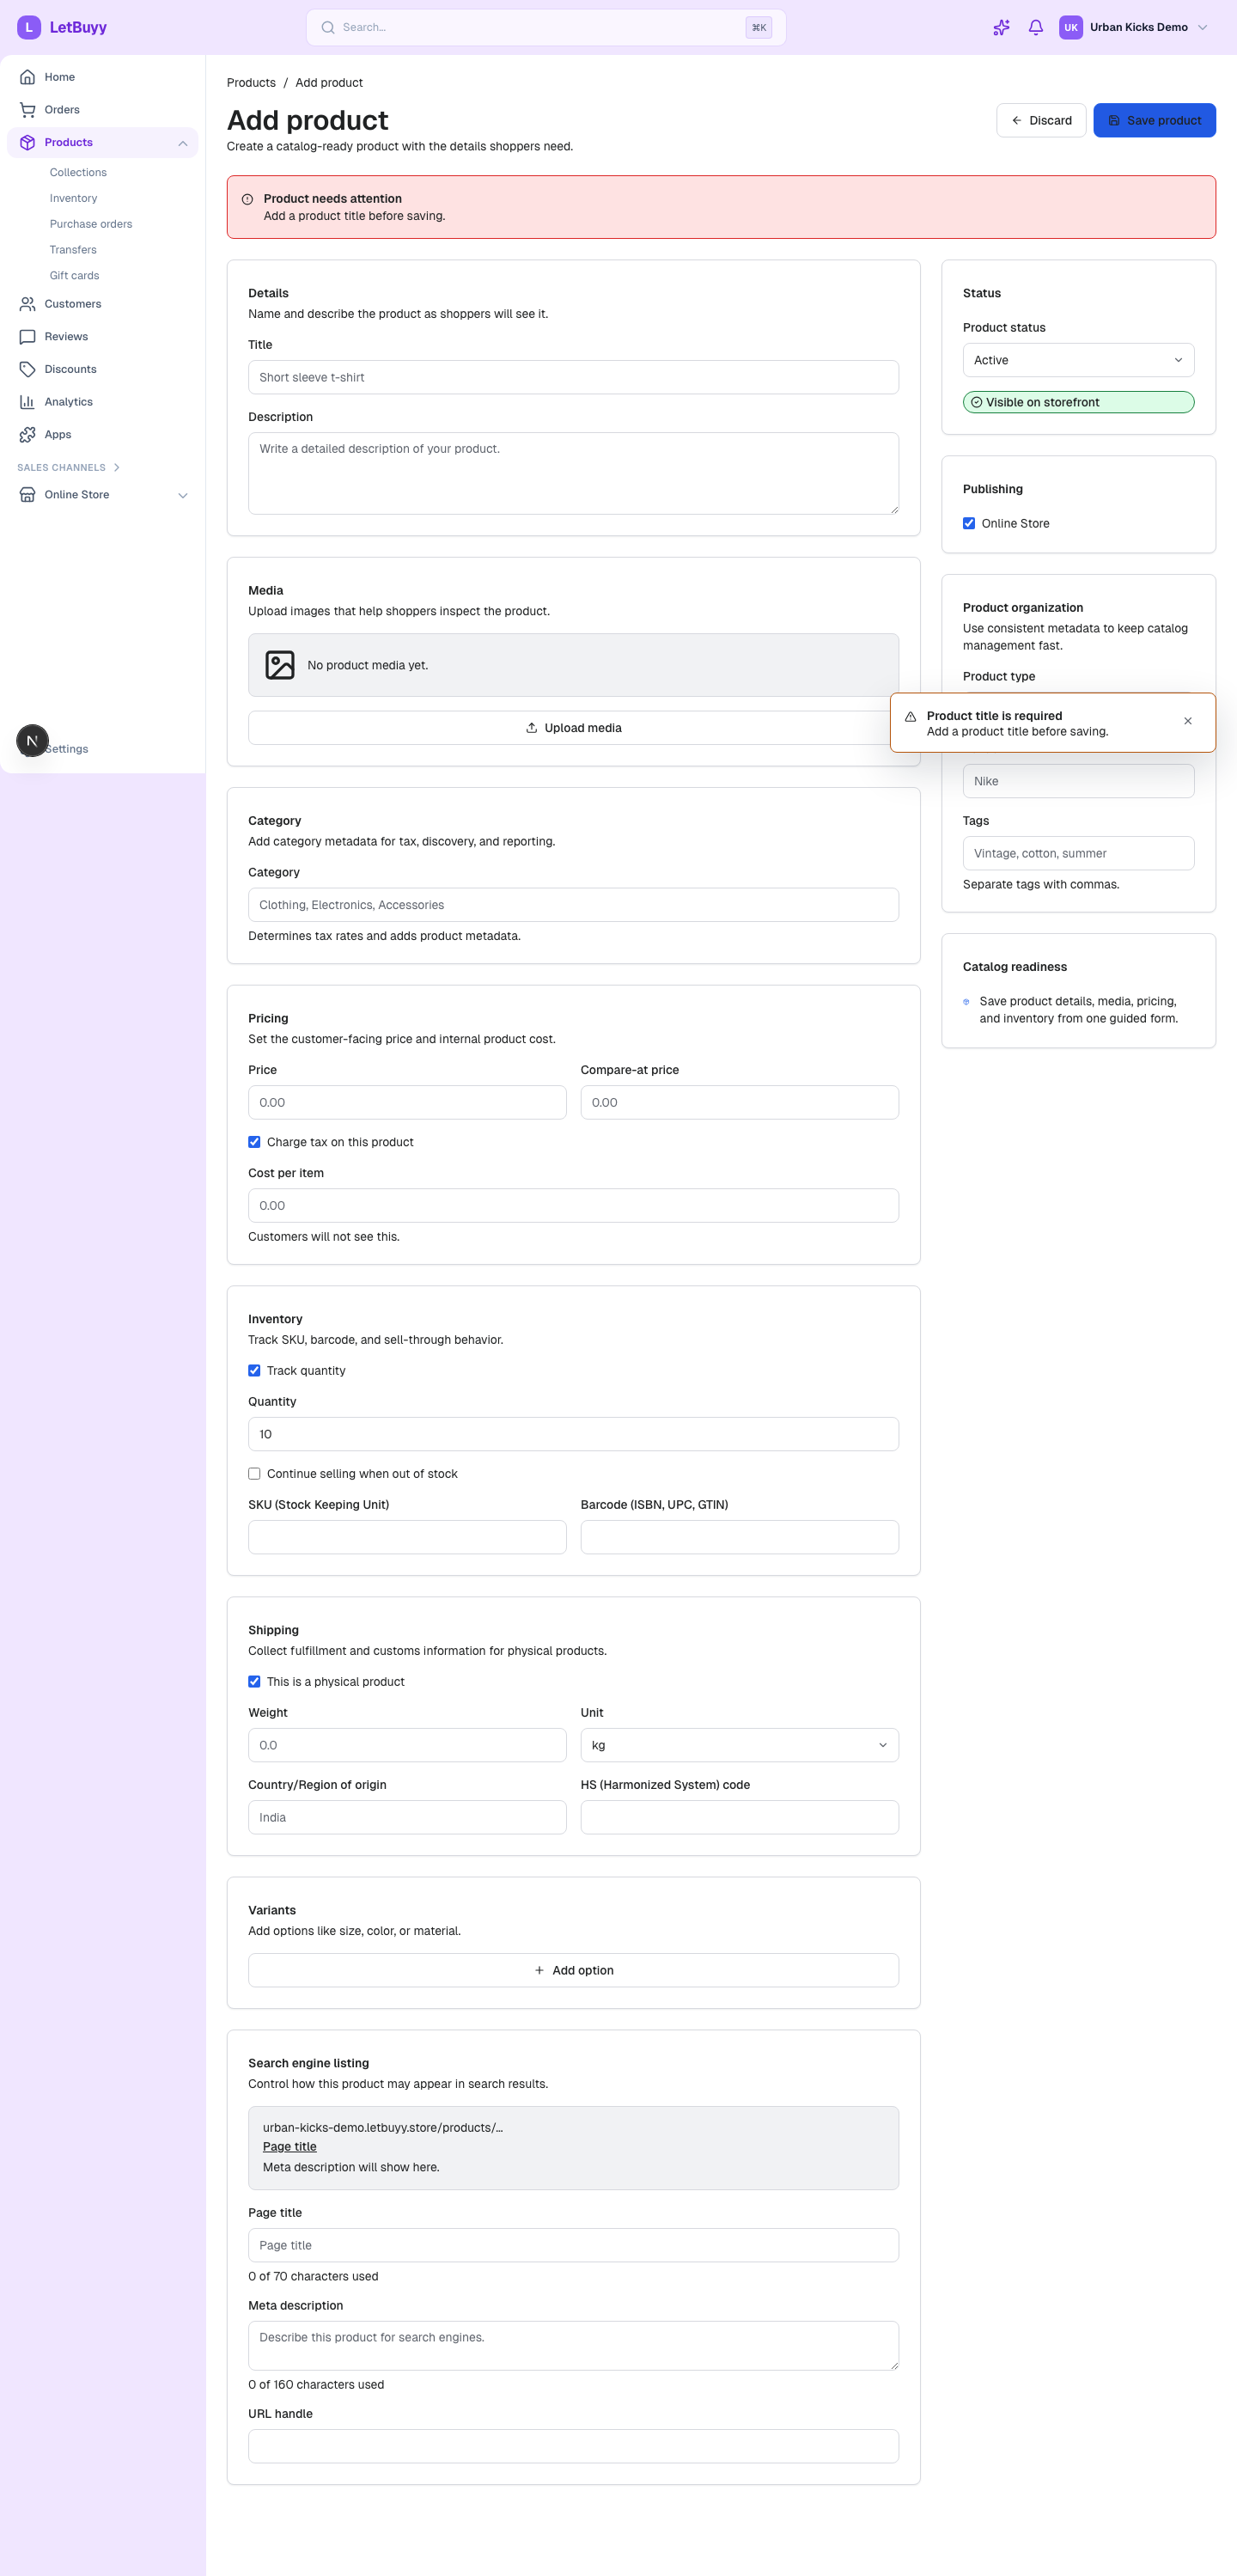 L LetBuyy
Search...
⌘K
UK Urban Kicks Demo
Home
Orders
Products
Collections
Inventory
Purchase orders
Transfers
Gift cards
Customers
Reviews
Discounts
Analytics
Apps
SALES CHANNELS
Online Store
N
Settings
Products / Add product
Add product
Create a catalog-ready product with the details shoppers need.
Discard
Save product
Product needs attention
Add a product title before saving.
Details
Name and describe the product as shoppers will see it.
Title
Short sleeve t-shirt
Description
Write a detailed description of your product.
Media
Upload images that help shoppers inspect the product.
No product media yet.
Upload media
Category
Add category metadata for tax, discovery, and reporting.
Category
Clothing, Electronics, Accessories
Determines tax rates and adds product metadata.
Pricing
Set the customer-facing price and internal product cost.
Price
Compare-at price
0.00
0.00
Charge tax on this product
Cost per item
0.00
Customers will not see this.
Inventory
Track SKU, barcode, and sell-through behavior.
Track quantity
Quantity
10
Continue selling when out of stock
SKU (Stock Keeping Unit)
Barcode (ISBN, UPC, GTIN)
Shipping
Collect fulfillment and customs information for physical products.
This is a physical product
Weight
Unit
0.0
kg
Country/Region of origin
HS (Harmonized System) code
India
Variants
Add options like size, color, or material.
Add option
Search engine listing
Control how this product may appear in search results.
urban-kicks-demo.letbuyy.store/products/...
Page title
Meta description will show here.
Page title
Page title
0 of 70 characters used
Meta description
Describe this product for search engines.
0 of 160 characters used
URL handle
Status
Product status
Active
Visible on storefront
Publishing
Online Store
Product organization
Use consistent metadata to keep catalog
management fast.
Product type
Product title is required
Add a product title before saving.
Nike
Tags
Vintage, cotton, summer
Separate tags with commas.
Catalog readiness
Save product details, media, pricing,
and inventory from one guided form.